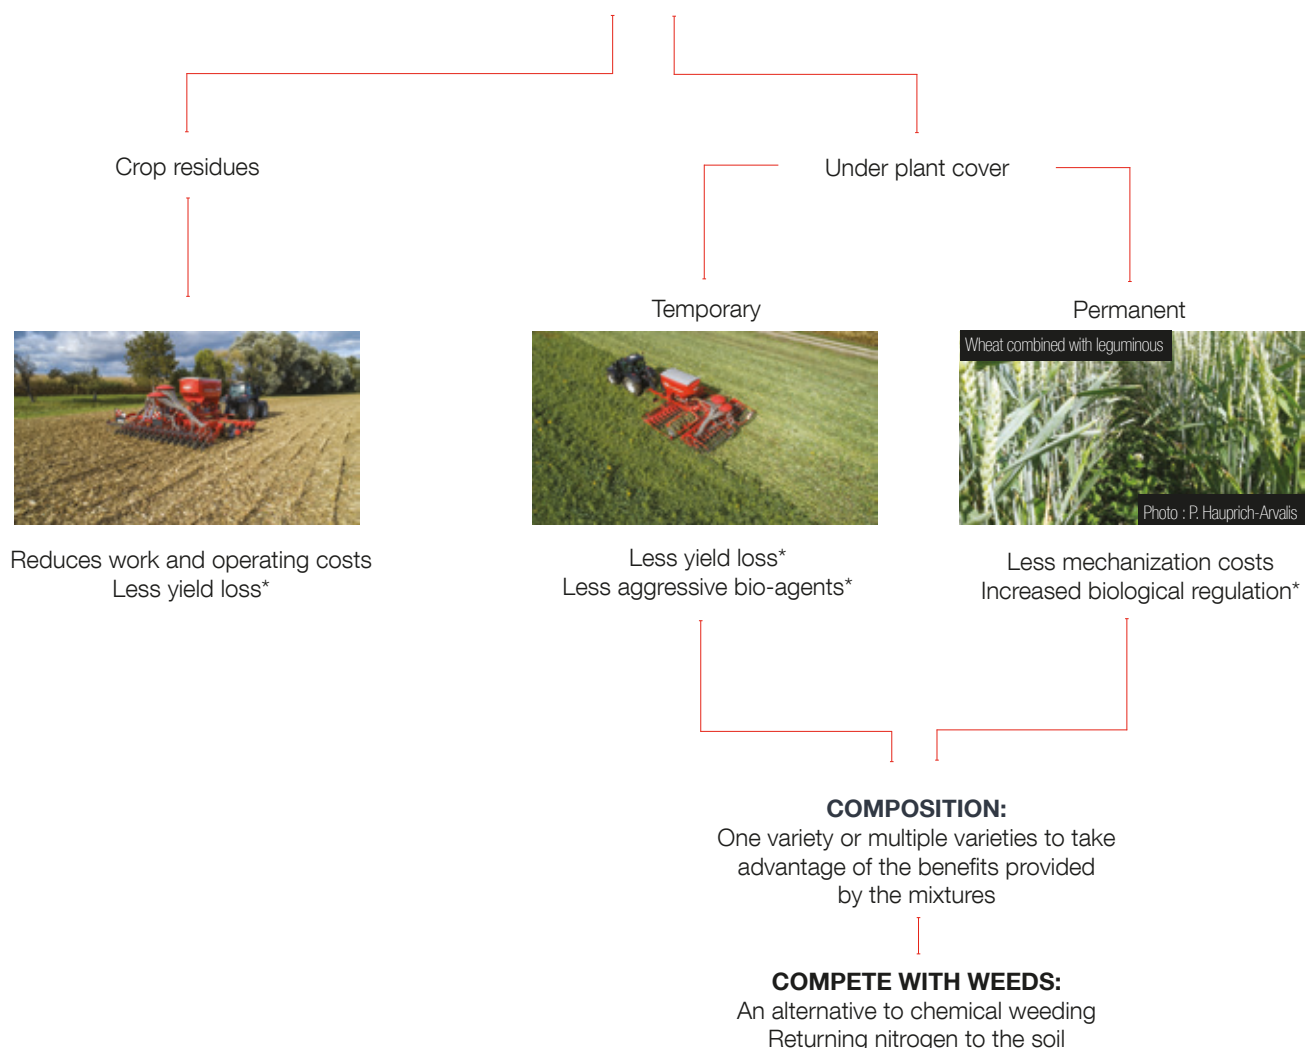 Crop residues
Under plant cover
Temporary
Permanent
Wheat combined with leguminous
Photo : P. Hauprich-Arvalis
Reduces work and operating costs
Less yield loss*
Less yield loss*
Less aggressive bio-agents*
Less mechanization costs
Increased biological regulation*
COMPOSITION:
One variety or multiple varieties to take
advantage of the benefits provided
by the mixtures
COMPETE WITH WEEDS:
An alternative to chemical weeding
Returning nitrogen to the soil